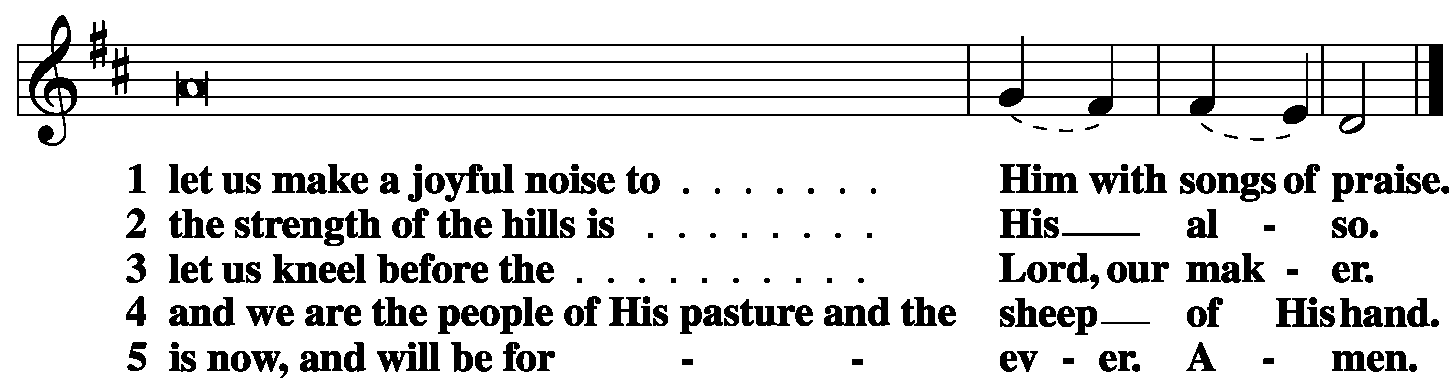 1 let us make a joyful noise to . . . . . . . Him with songs of praise.
2 the strength of the hills is . . . . . . . . His___ al - so.
3 let us kneel before the . . . . . . . . . . Lord, our mak - er.
4 and we are the people of His pasture and the sheep___ of His hand.
5 is now, and will be for - - ev - er. A - men.